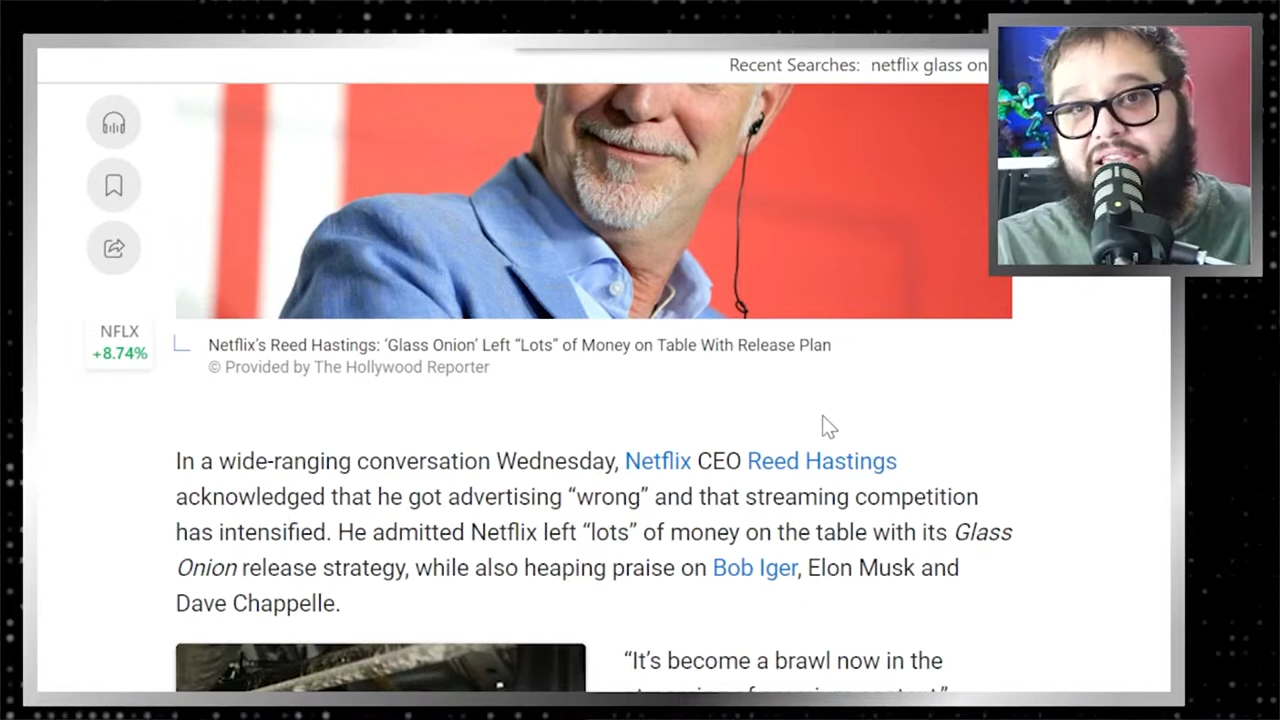 Recent Searches: netflix glass on
NFLX
+8.74%
Netflix's Reed Hastings: ‘Glass Onion’ Left “Lots” of Money on Table With Release Plan
© Provided by The Hollywood Reporter
In a wide-ranging conversation Wednesday, Netflix CEO Reed Hastings
acknowledged that he got advertising “wrong” and that streaming competition
has intensified. He admitted Netflix left “lots” of money on the table with its Glass
Onion release strategy, while also heaping praise on Bob Iger, Elon Musk and
Dave Chappelle.
“It’s become a brawl now in the